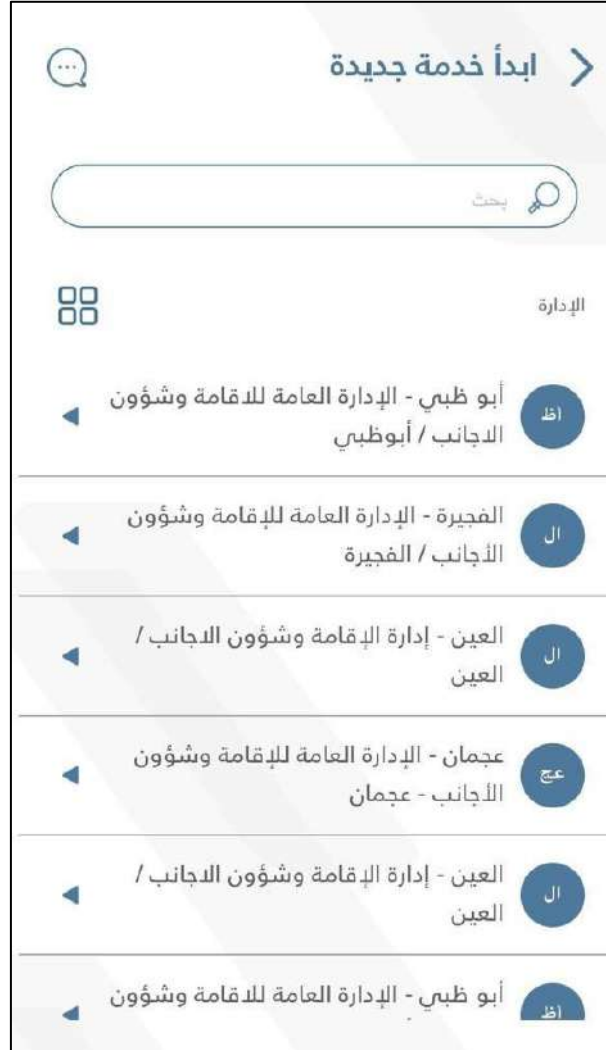 ابدأ خدمة جديدة
بحث
الإدارة
أظ
أبو ظبي - الإدارة العامة للاقامة وشؤون
الاجانب / أبوظبي
ال
الفجيرة - الإدارة العامة للإقامة وشؤون
الأجانب / الفجيرة
ال
العين - إدارة الإقامة وشؤون الاجانب /
العين
عج
عجمان - الإدارة العامة للإقامة وشؤون
الأجانب - عجمان
ال
العين - إدارة الإقامة وشؤون الاجانب /
العين
أظ
أبو ظبي - الإدارة العامة للاقامة وشؤون